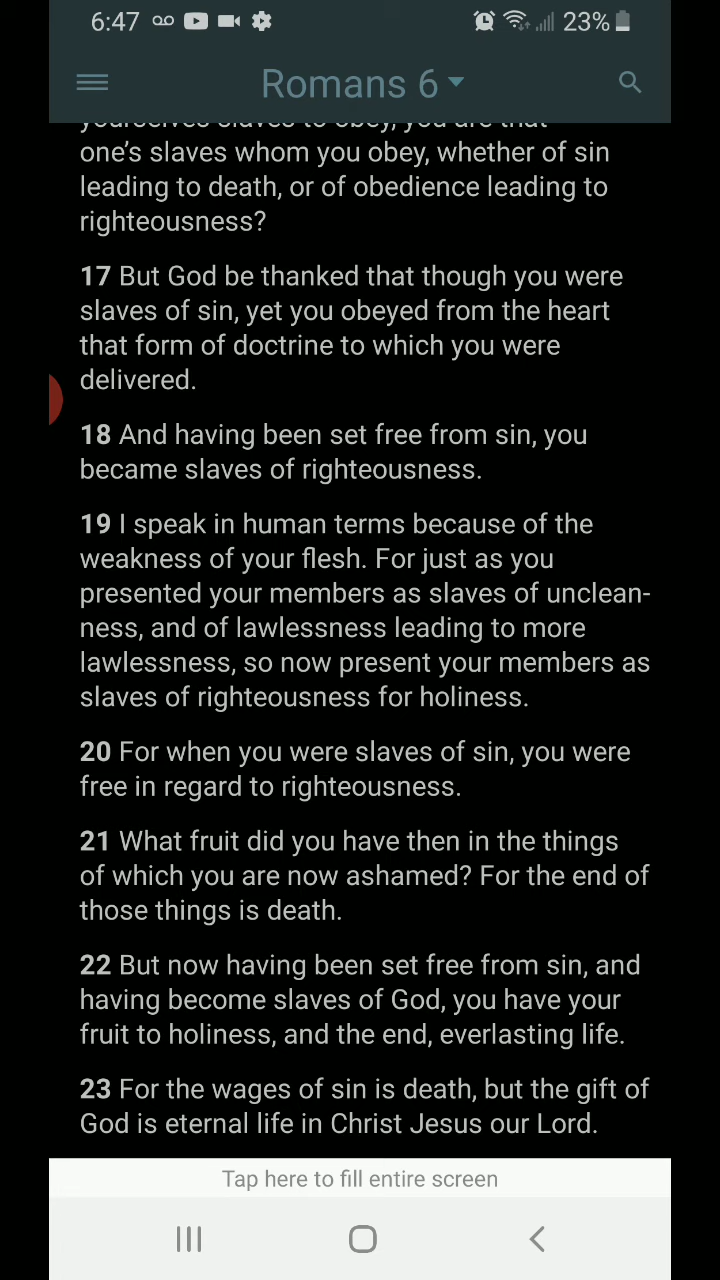 6:47
23%
Romans 6
yourselves slaves to obey, you are that
one’s slaves whom you obey, whether of sin
leading to death, or of obedience leading to
righteousness?
17 But God be thanked that though you were
slaves of sin, yet you obeyed from the heart
that form of doctrine to which you were
delivered.
18 And having been set free from sin, you
became slaves of righteousness.
19 I speak in human terms because of the
weakness of your flesh. For just as you
presented your members as slaves of unclean-
ness, and of lawlessness leading to more
lawlessness, so now present your members as
slaves of righteousness for holiness.
20 For when you were slaves of sin, you were
free in regard to righteousness.
21 What fruit did you have then in the things
of which you are now ashamed? For the end of
those things is death.
22 But now having been set free from sin, and
having become slaves of God, you have your
fruit to holiness, and the end, everlasting life.
23 For the wages of sin is death, but the gift of
God is eternal life in Christ Jesus our Lord.
Tap here to fill entire screen